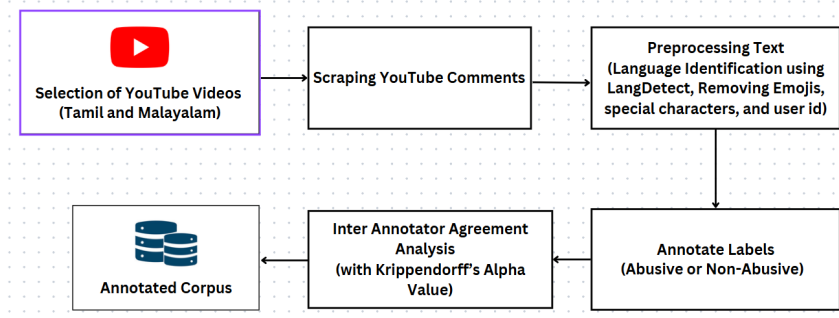 Selection of YouTube Videos
(Tamil and Malayalam)
Scraping YouTube Comments
Preprocessing Text
(Language Identification using
LangDetect, Removing Emojis,
special characters, and user id)
Annotate Labels
(Abusive or Non-Abusive)
Inter Annotator Agreement
Analysis
(with Krippendorff's Alpha
Value)
Annotated Corpus